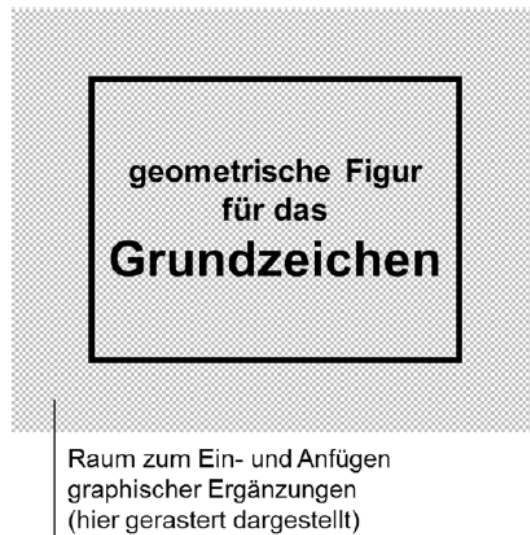 geometrische Figur
für das
Grundzeichen
Raum zum Ein- und Anfügen
graphischer Ergänzungen
(hier gerastert dargestellt)